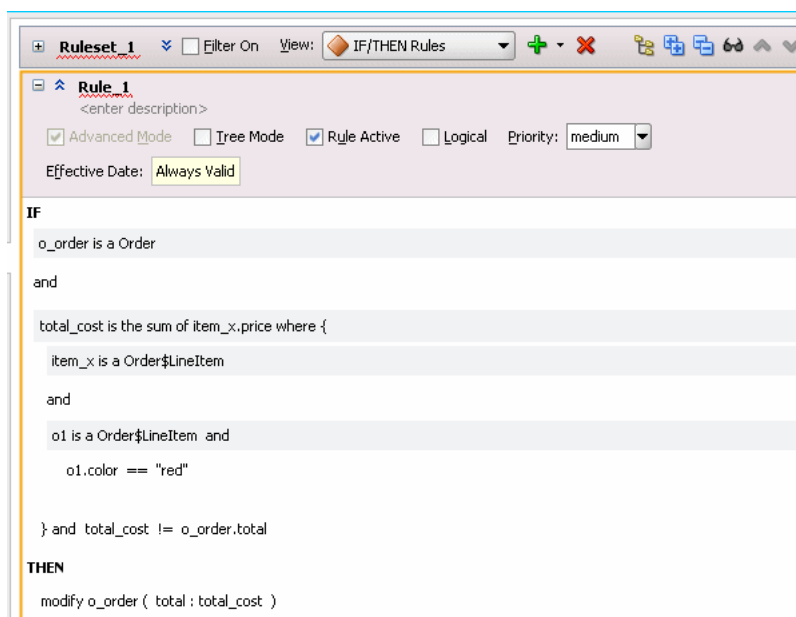 Ruleset_1 Filter On View: IF/THEN Rules
Rule_1
<enter description>
Advanced Mode Tree Mode Rule Active Logical Priority: medium
Effective Date: Always Valid
IF
o_order is a Order
and
total_cost is the sum of item_x.price where {
item_x is a Order$LineItem
and
o1 is a Order$LineItem and
o1.color == "red"
} and total_cost != o_order.total
THEN
modify o_order ( total : total_cost )